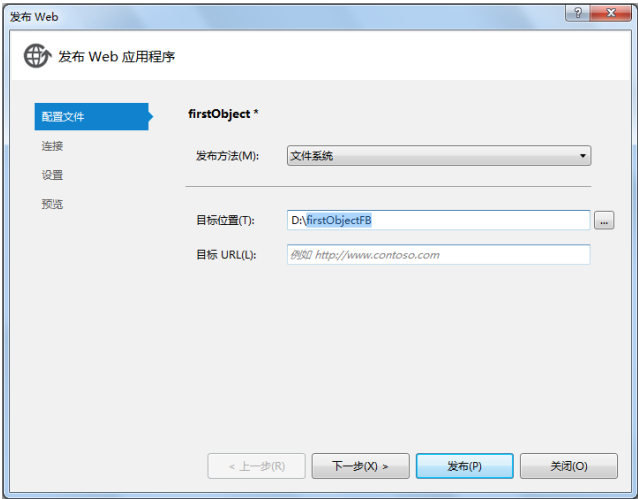 发布 Web
?
发布 Web 应用程序
配置文件
连接
设置
预览
firstObject *
发布方法(M):
文件系统
目标位置(T):
D:\firstObjectFB
...
目标 URL(L):
例如 http://www.contoso.com
< 上一步(R)
下一步(X) >
发布(P)
关闭(O)